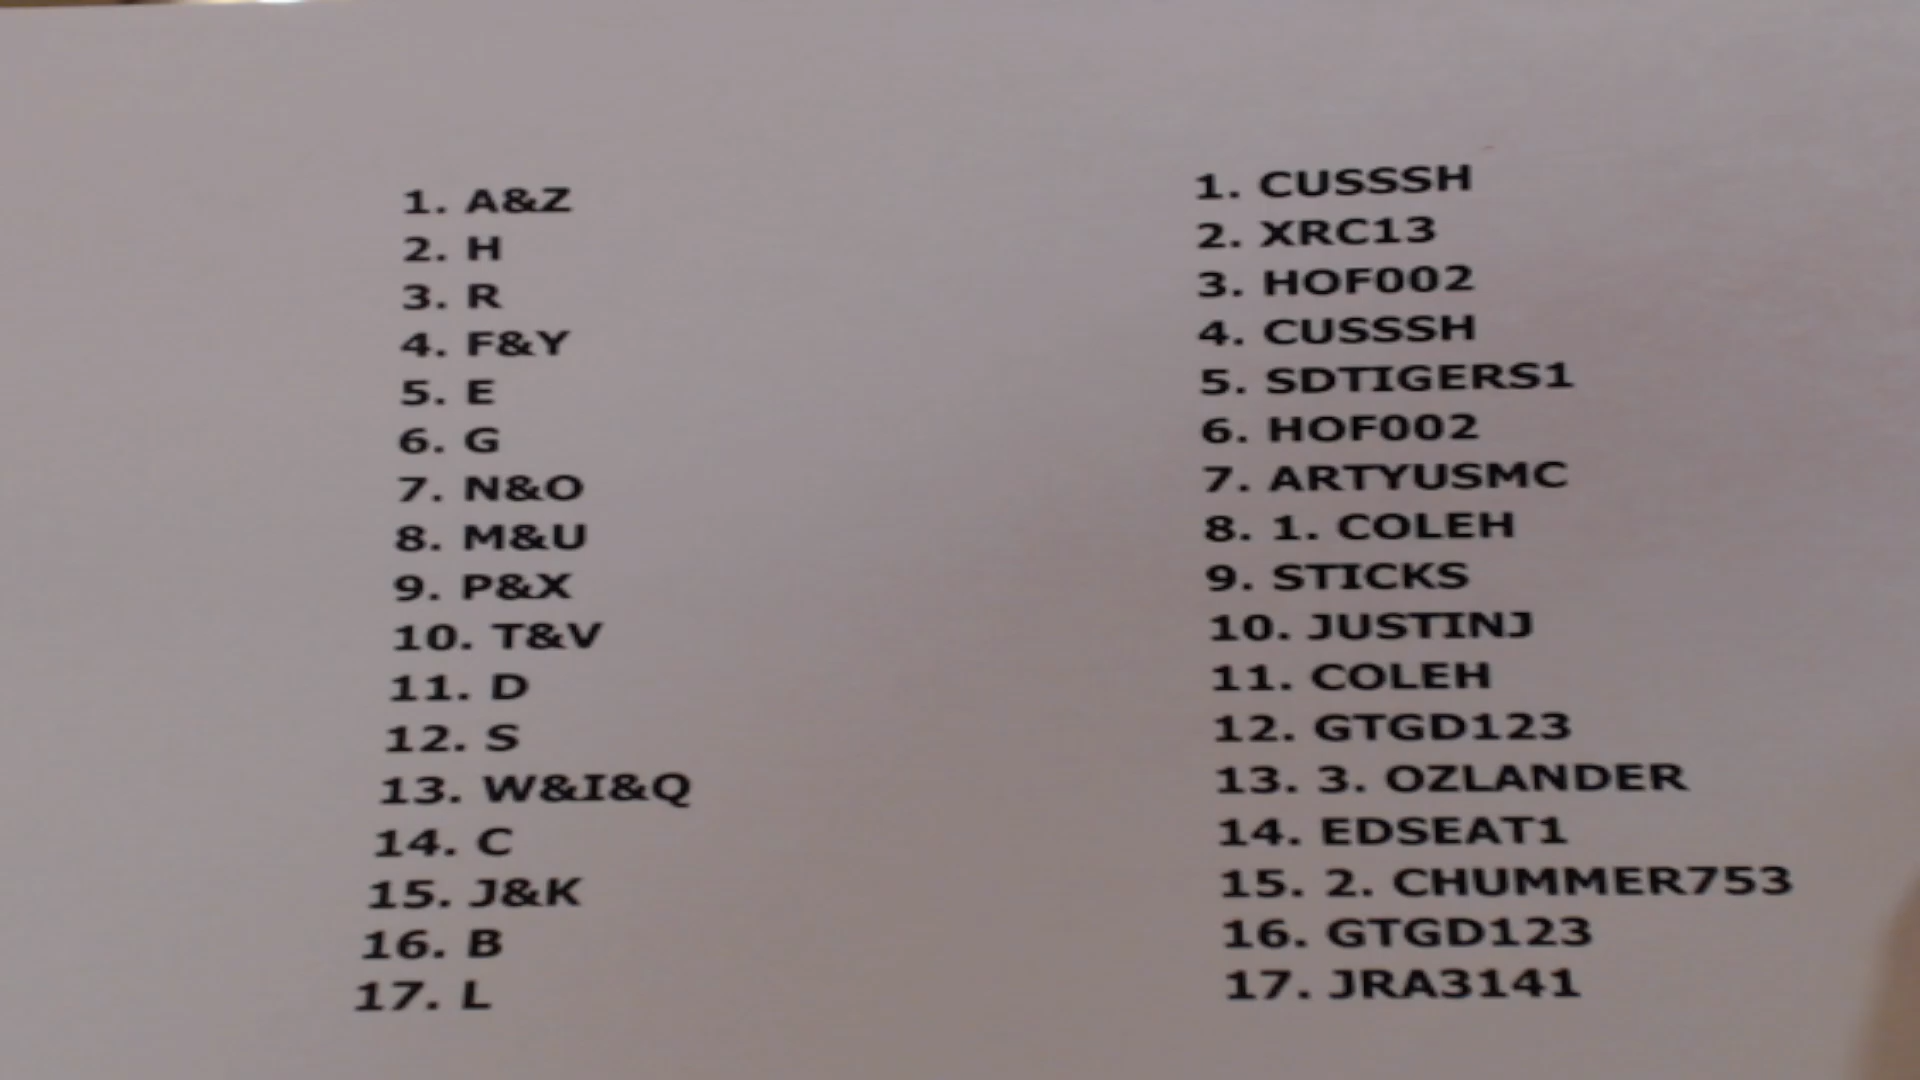 1. A&Z
2. H
3. R
4. F&Y
5. E
6. G
7. N&O
8. M&U
9. P&X
10. T&V
11. D
12. S
13. W&I&Q
14. C
15. J&K
16. B
17. L
1. CUSSSH
2. XRC13
3. HOF002
4. CUSSSH
5. SDTIGERS1
6. HOF002
7. ARTYUSMC
8. 1. COLEH
9. STICKS
10. JUSTINJ
11. COLEH
12. GTGD123
13. 3. OZLANDER
14. EDSEAT1
15. 2. CHUMMER753
16. GTGD123
17. JRA3141